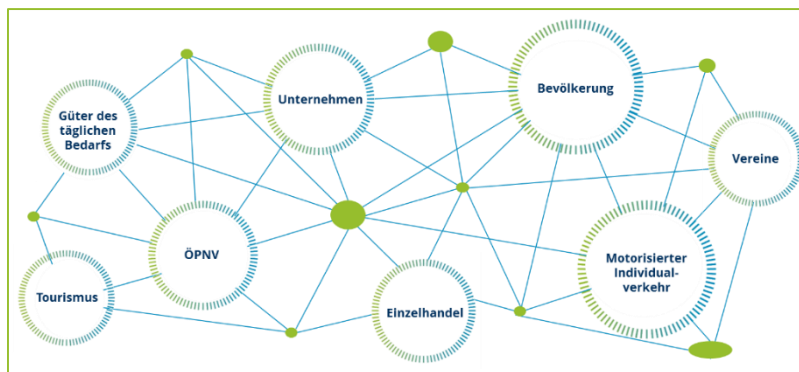 Güter des
täglichen
Bedarfs
Unternehmen
Bevölkerung
Vereine
ÖPNV
Tourismus
Einzelhandel
Motorisierter
Individual-
verkehr